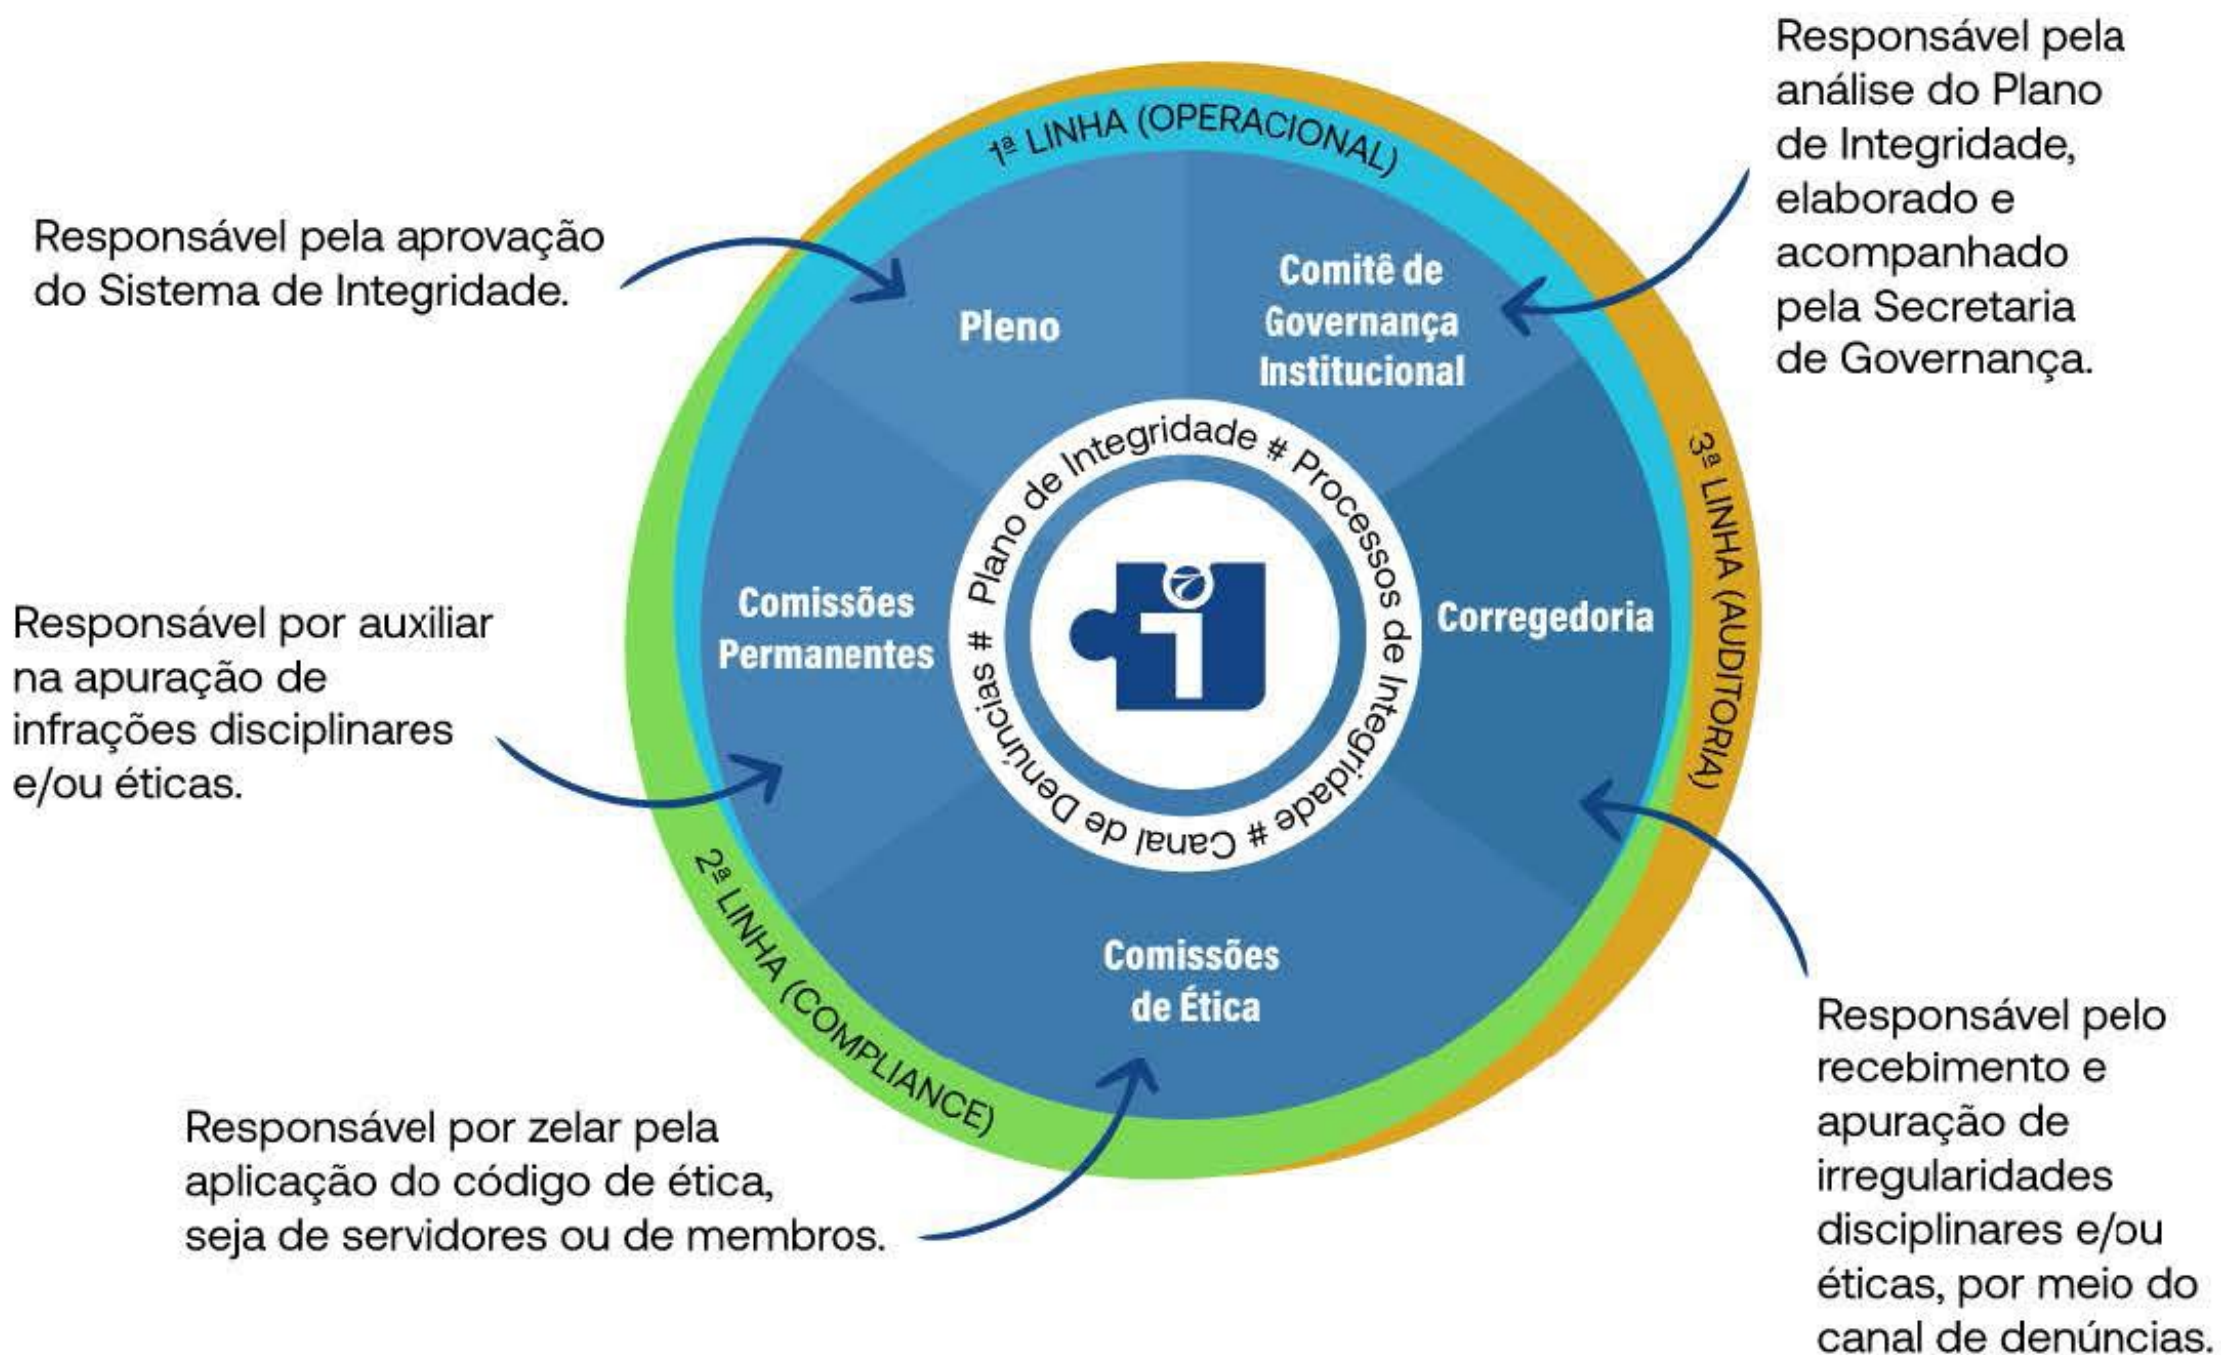 Responsável pela
análise do Plano
de Integridade,
elaborado e
acompanhado
pela Secretaria
de Governança.
1ª LINHA (OPERACIONAL)
Responsável pela aprovação
do Sistema de Integridade.
Pleno
Comitê de
Governança
Institucional
3ª LINHA (AUDITORIA)
# Plano de Integridade # Processos de Integridade # Canal de Denúncias
i
Comissões
Permanentes
Corregedoria
Responsável por auxiliar
na apuração de
infrações disciplinares
e/ou éticas.
2ª LINHA (COMPLIANCE)
Comissões
de Ética
Responsável por zelar pela
aplicação do código de ética,
seja de servidores ou de membros.
Responsável pelo
recebimento e
apuração de
irregularidades
disciplinares e/ou
éticas, por meio do
canal de denúncias.